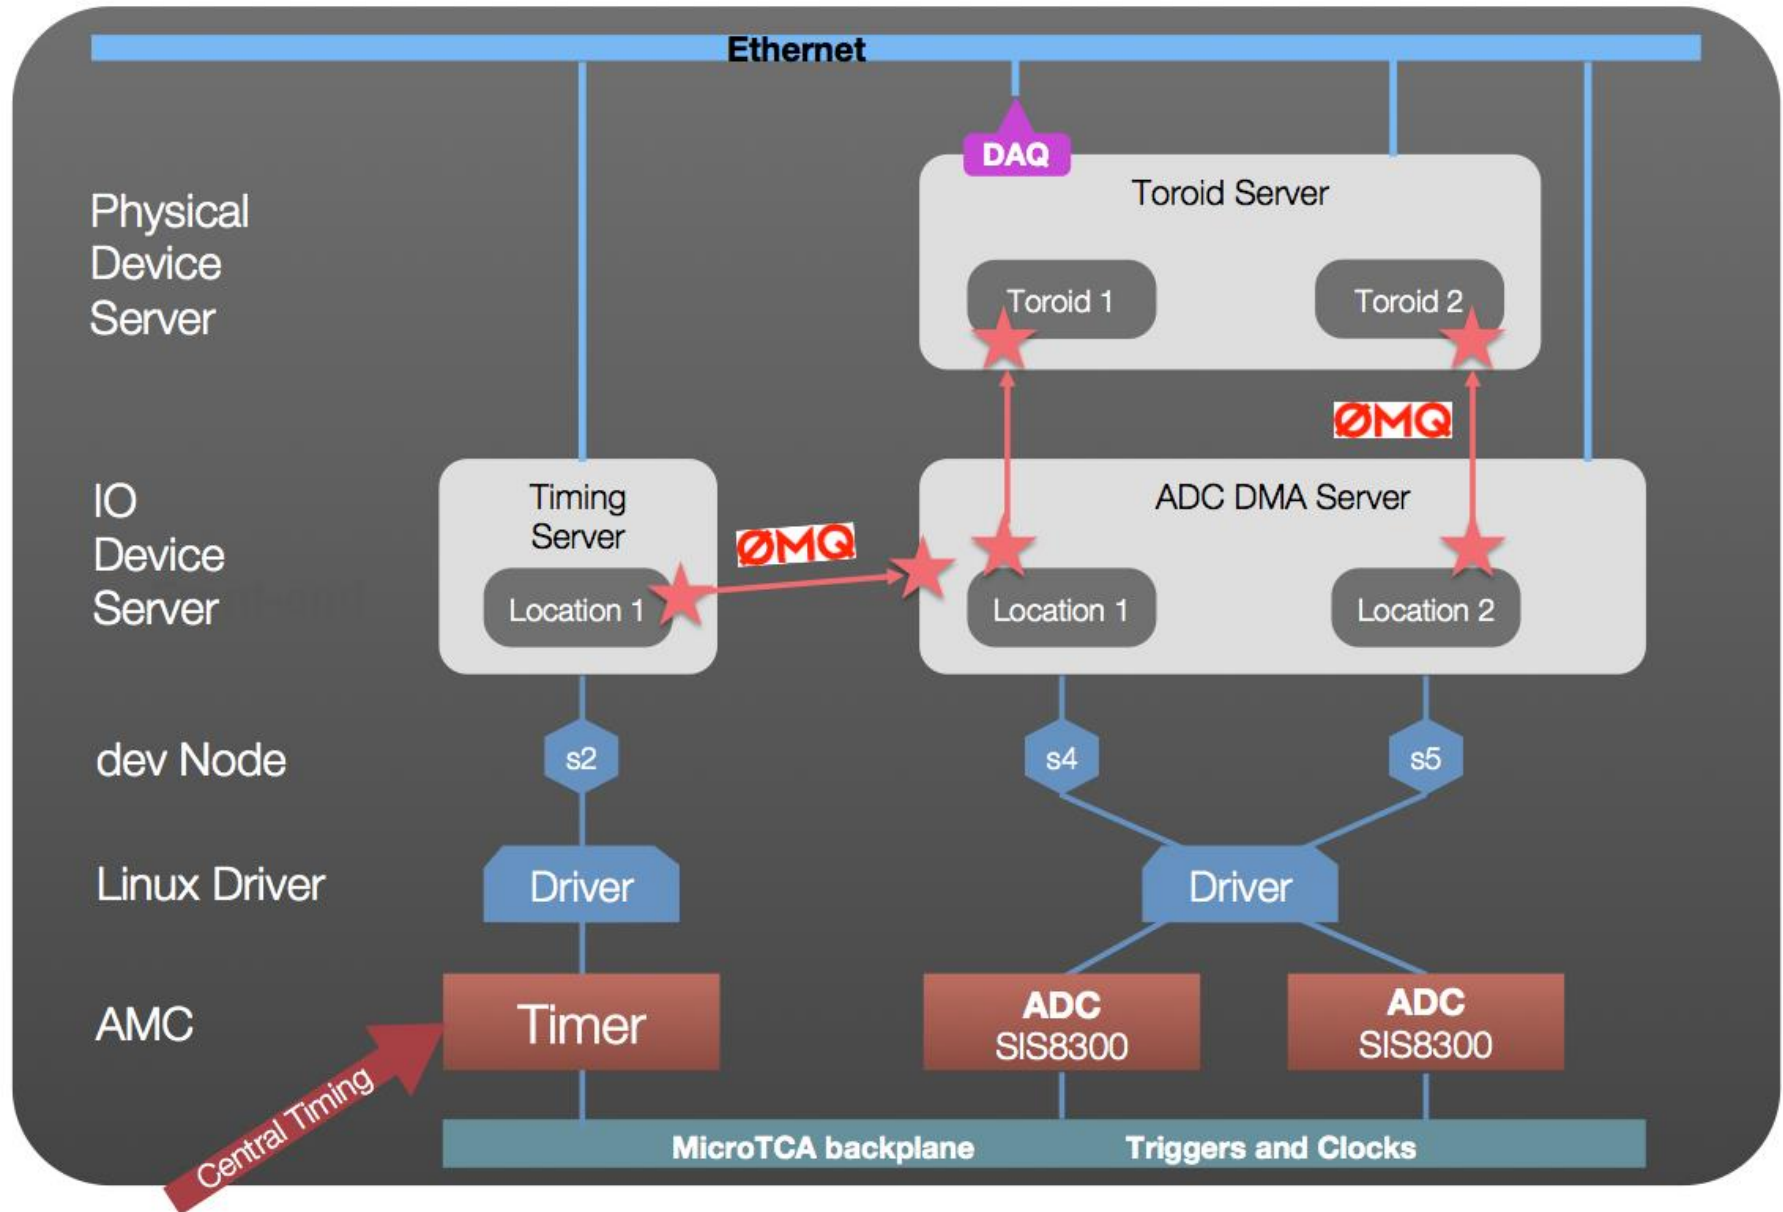 Ethernet
DAQ
Toroid Server
Physical
Device
Server
Toroid 1
Toroid 2
ØMQ
IO
Device
Server
Timing
Server
ADC DMA Server
ØMQ
Location 1
Location 1
Location 2
dev Node
s2
s4
s5
Linux Driver
Driver
Driver
AMC
Timer
ADC
SIS8300
ADC
SIS8300
Central Timing
MicroTCA backplane
Triggers and Clocks